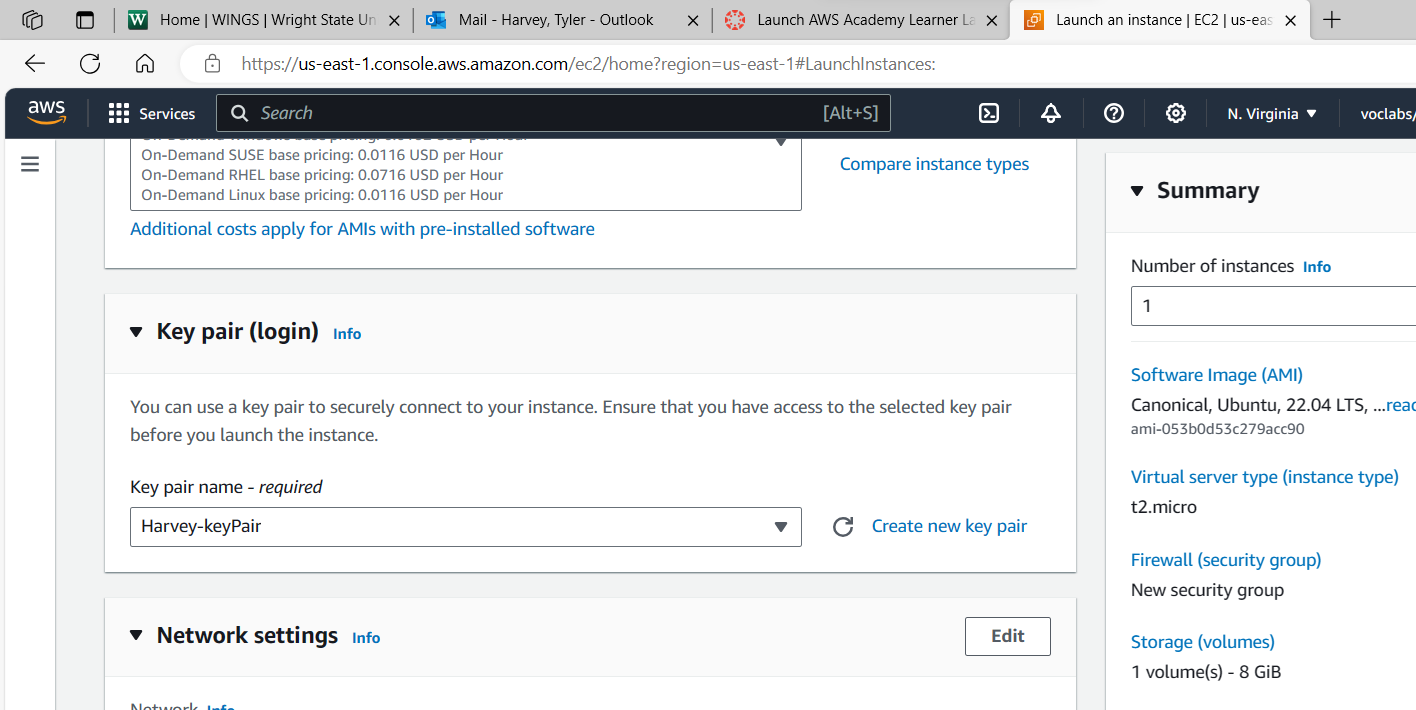 Home | WINGS | Wright State Un
Mail - Harvey, Tyler - Outlook
Launch AWS Academy Learner La
Launch an instance | EC2 | us-eas
https://us-east-1.console.aws.amazon.com/ec2/home?region=us-east-1#LaunchInstances:
aws
Services
Search
[Alt+S]
N. Virginia
voclabs/
On-Demand SUSE base pricing: 0.0116 USD per Hour
On-Demand RHEL base pricing: 0.0716 USD per Hour
On-Demand Linux base pricing: 0.0116 USD per Hour
Compare instance types
Additional costs apply for AMIs with pre-installed software
Key pair (login) Info
You can use a key pair to securely connect to your instance. Ensure that you have access to the selected key pair
before you launch the instance.
Key pair name - required
Harvey-keyPair
Create new key pair
Network settings Info
Edit
Network Info
Summary
Number of instances Info
1
Software Image (AMI)
Canonical, Ubuntu, 22.04 LTS, ...read
ami-053b0d53c279acc90
Virtual server type (instance type)
t2.micro
Firewall (security group)
New security group
Storage (volumes)
1 volume(s) - 8 GiB